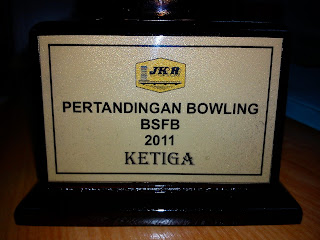 JKR
PERTANDINGAN BOWLING
BSFB
2011
KETIGA